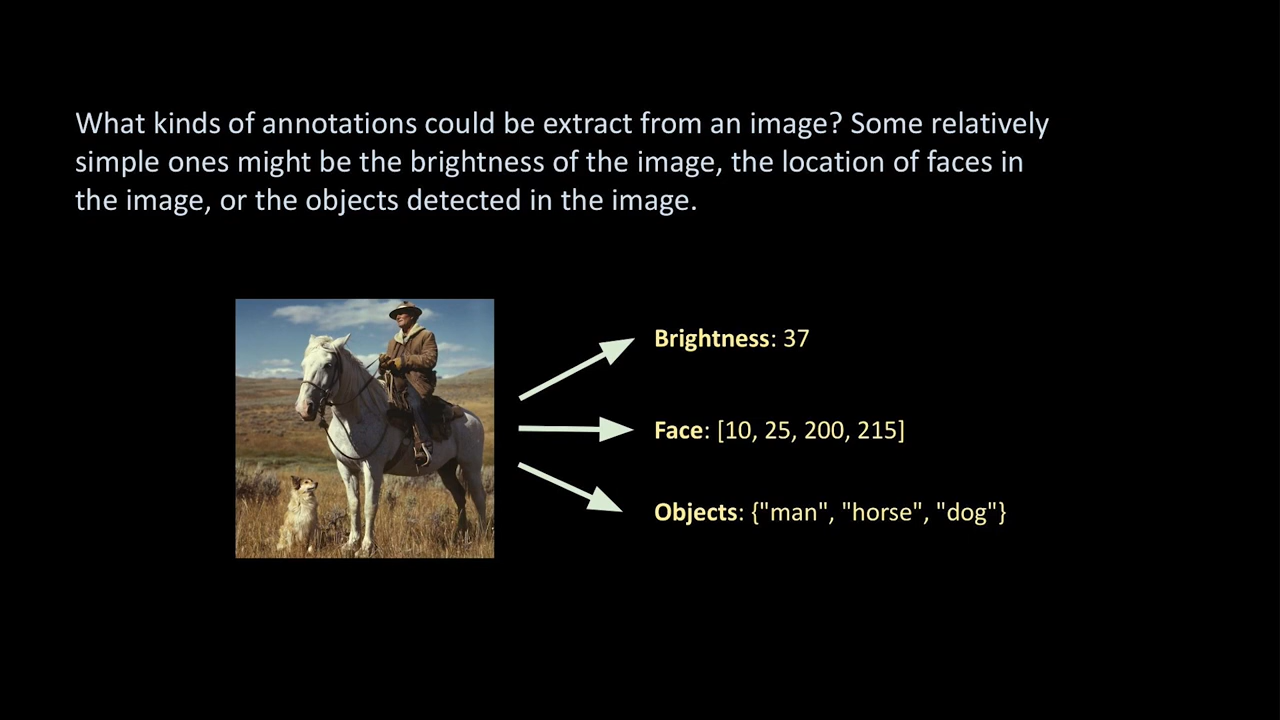 What kinds of annotations could be extract from an image? Some relatively
simple ones might be the brightness of the image, the location of faces in
the image, or the objects detected in the image.
Brightness: 37
Face: [10, 25, 200, 215]
Objects: {"man", "horse", "dog"}